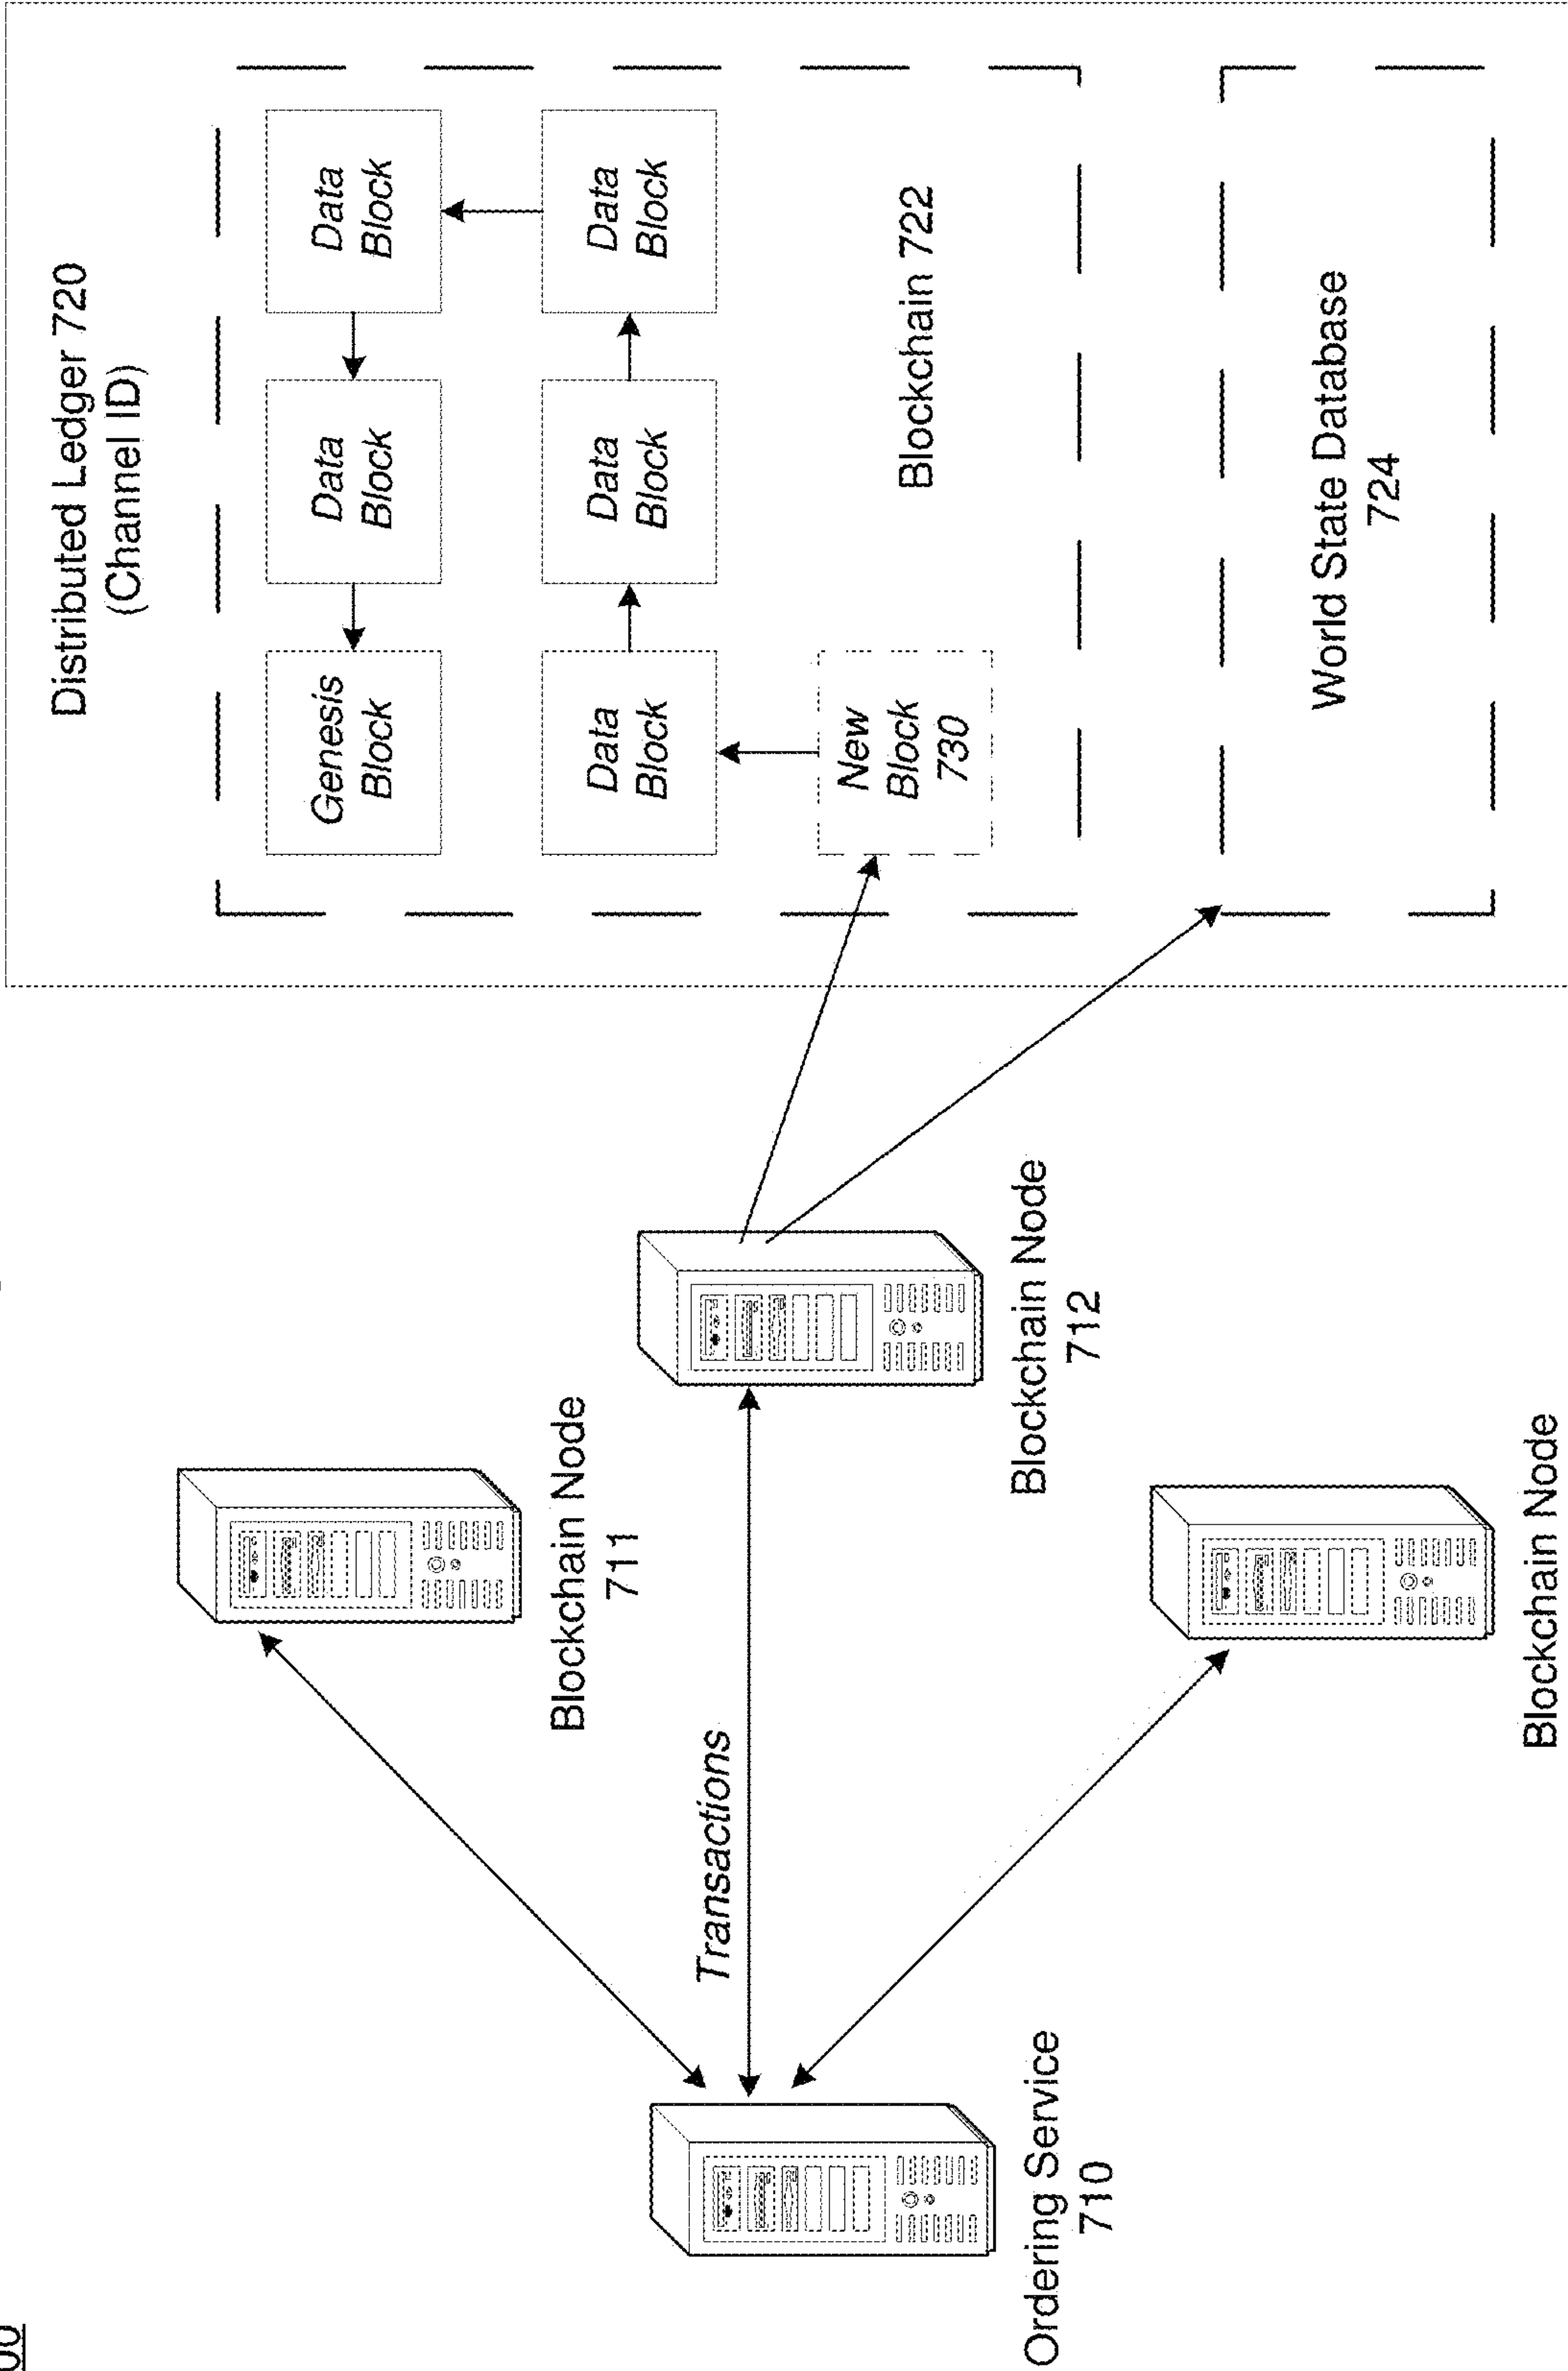 Distributed Ledger 720
(Channel ID)
Genesis
Block
Data
Block
Data
Block
Data
Block
Data
Block
Data
Block
New
Block
730
Blockchain 722
World State Database
724
Blockchain Node
711
Transactions
Blockchain Node
712
Ordering Service
710
Blockchain Node